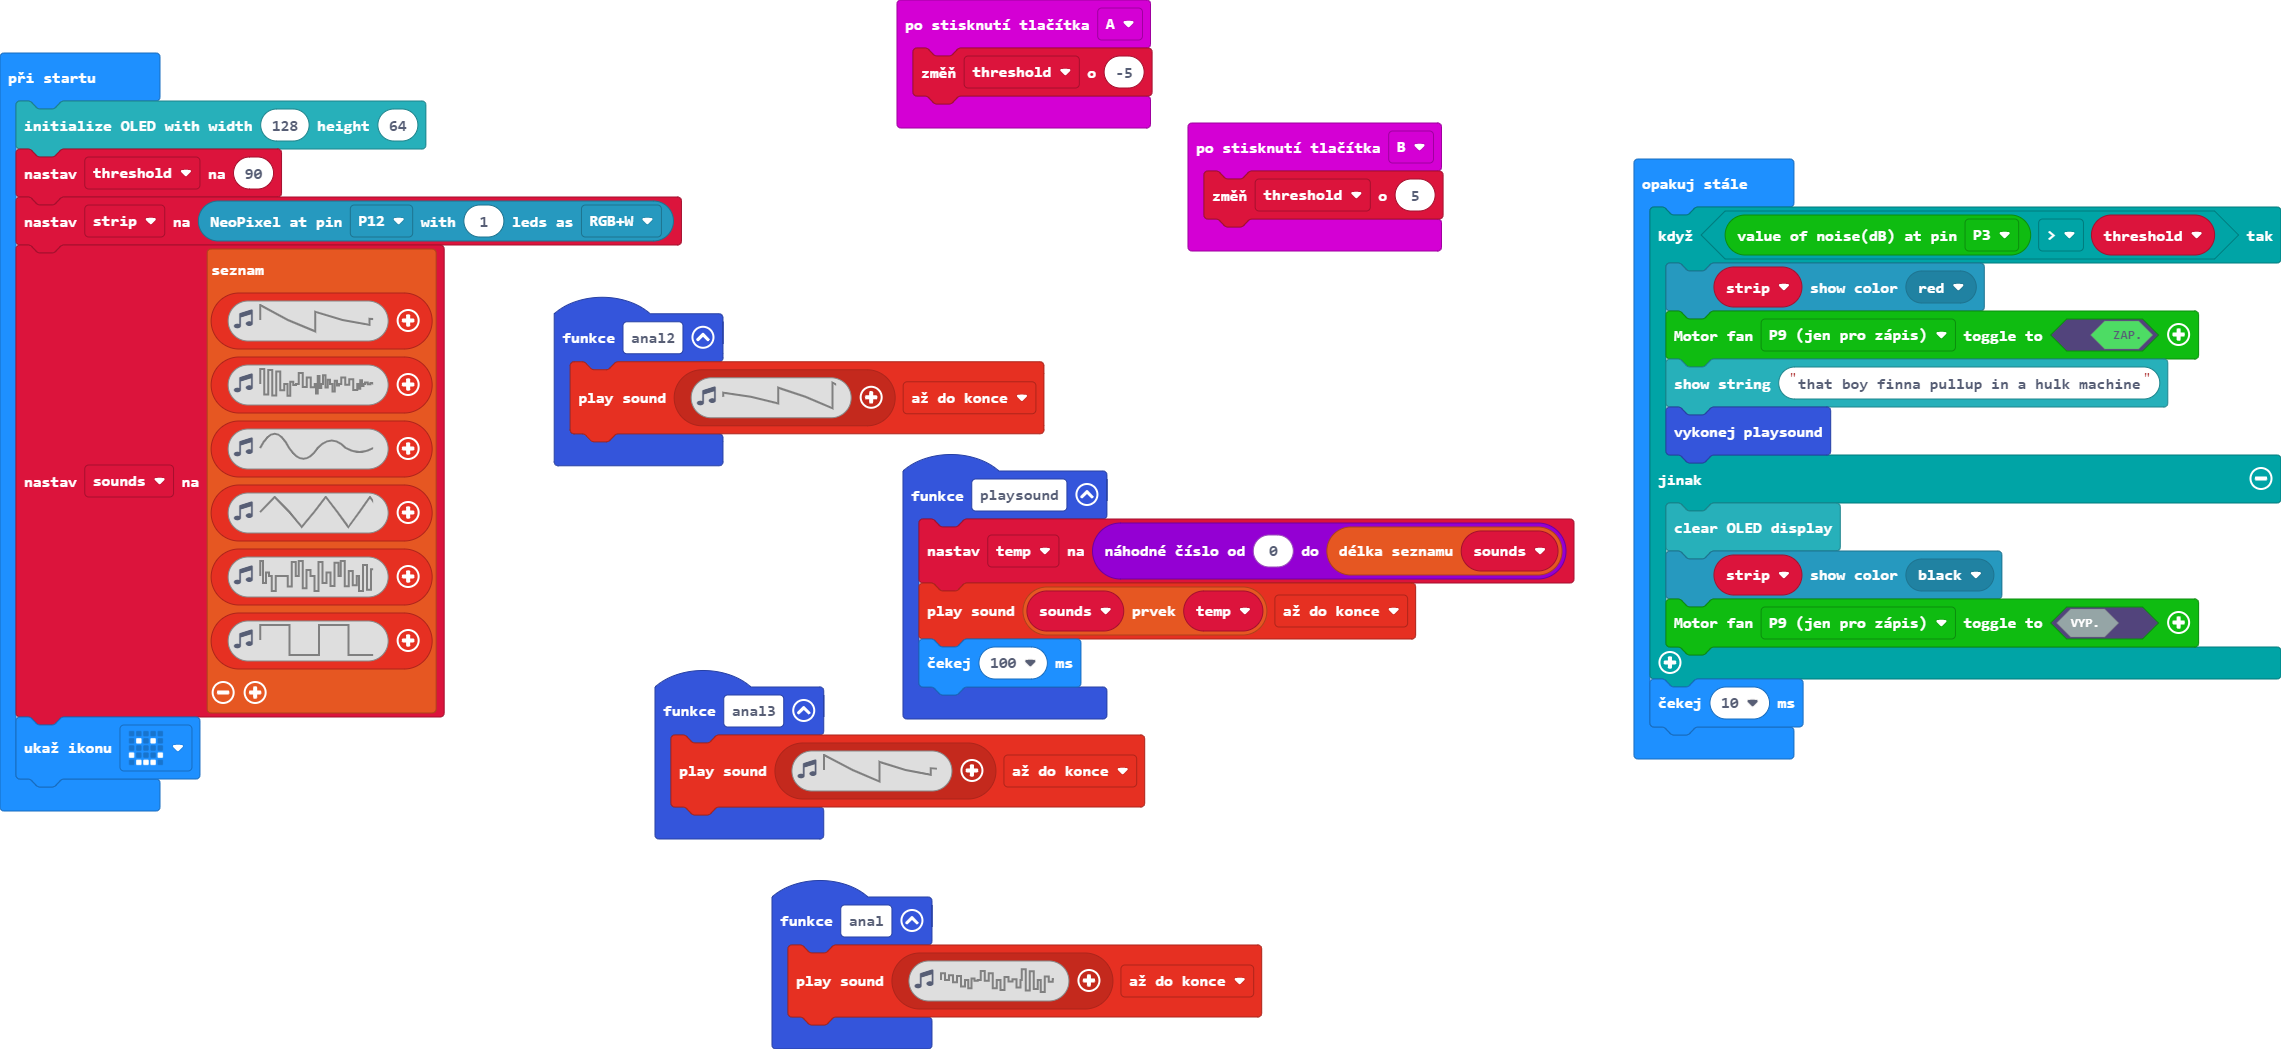 při startu
initialize OLED with width 128 height 64
nastav threshold na 90
nastav strip na NeoPixel at pin P12 with 1 leds as RGB+W
seznam
nastav sounds na
ukaž ikonu
po stisknutí tlačítka A
změň threshold o -5
po stisknutí tlačítka B
změň threshold o 5
funkce anal2
play sound až do konce
funkce playsound
nastav temp na náhodné číslo od 0 do délka seznamu sounds
play sound sounds prvek temp až do konce
čekej 100 ms
funkce anal3
play sound až do konce
funkce anal
play sound až do konce
opakuj stále
když value of noise(dB) at pin P3 > threshold tak
strip show color red
Motor fan P9 (jen pro zápis) toggle to ZAP.
show string "that boy finna pullup in a hulk machine"
vykonej playsound
jinak
clear OLED display
strip show color black
Motor fan P9 (jen pro zápis) toggle to VYP.
čekej 10 ms